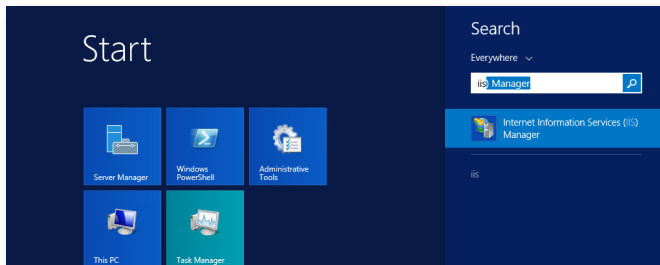 Start
Server Manager
Windows
PowerShell
Administrative
Tools
This PC
Task Manager
Search
Everywhere
iis) Manager
Internet Information Services (IIS)
Manager
iis